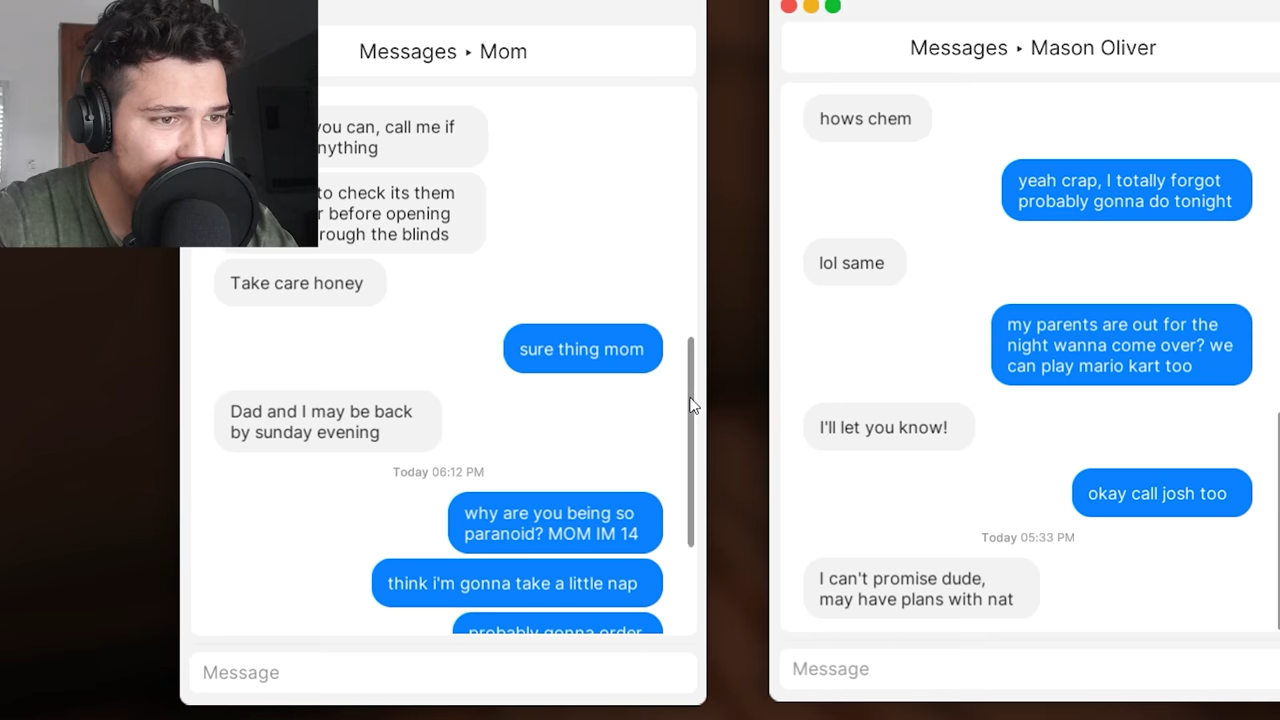 Messages ▸ Mom
you can, call me if
nything
to check its them
r before opening
rough the blinds
Take care honey
sure thing mom
Dad and I may be back
by sunday evening
Today 06:12 PM
why are you being so
paranoid? MOM IM 14
think i'm gonna take a little nap
probably gonna order
Message
Messages ▸ Mason Oliver
hows chem
yeah crap, I totally forgot
probably gonna do tonight
lol same
my parents are out for the
night wanna come over? we
can play mario kart too
I'll let you know!
okay call josh too
Today 05:33 PM
I can't promise dude,
may have plans with nat
Message